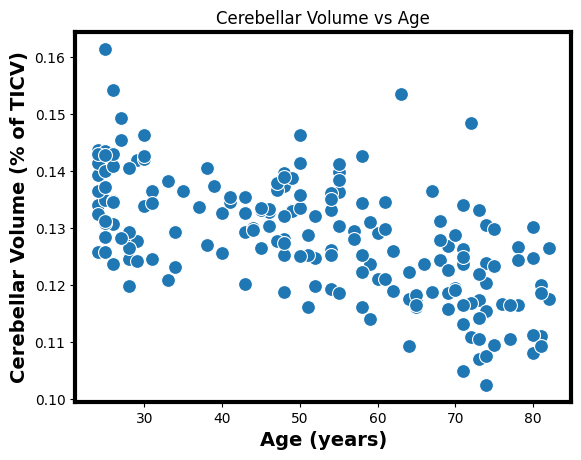 Cerebellar Volume vs Age
Cerebellar Volume (% of TICV)
0.16
0.15
0.14
0.13
0.12
0.11
0.10
30 40 50 60 70 80
Age (years)